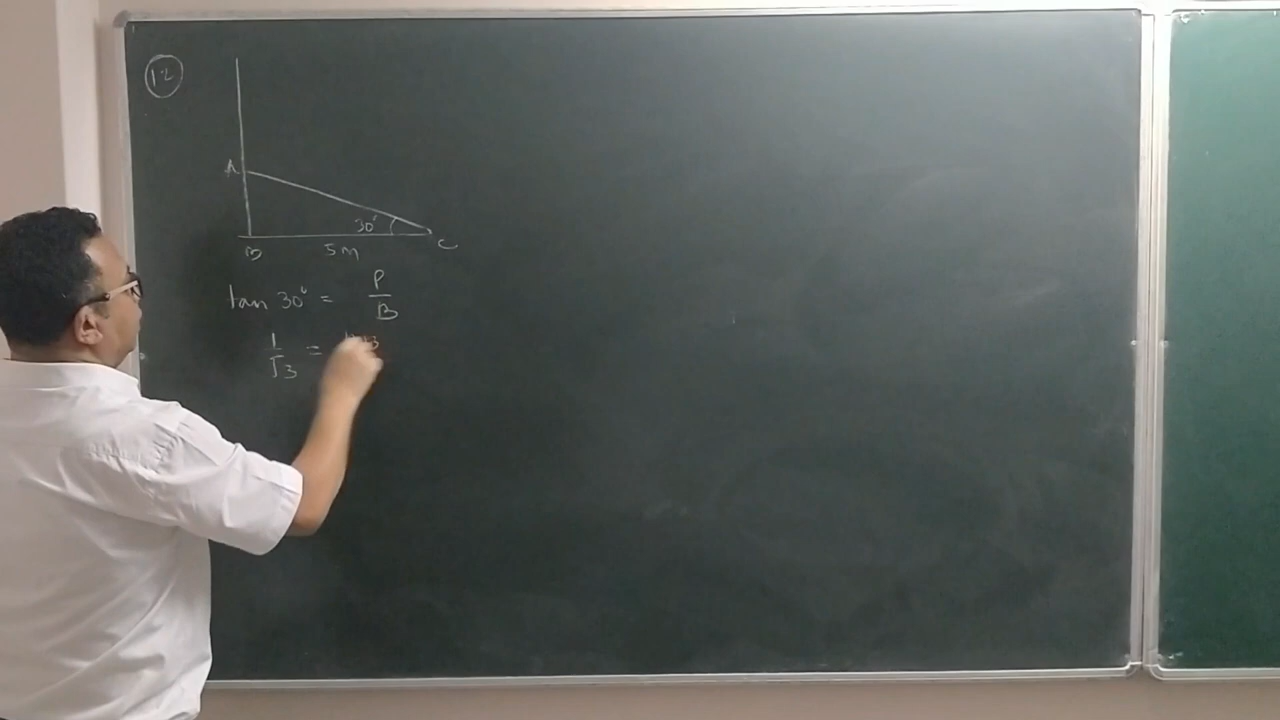 12
A
30°
B 5m C
tan 30° = P/B
1/√3 =